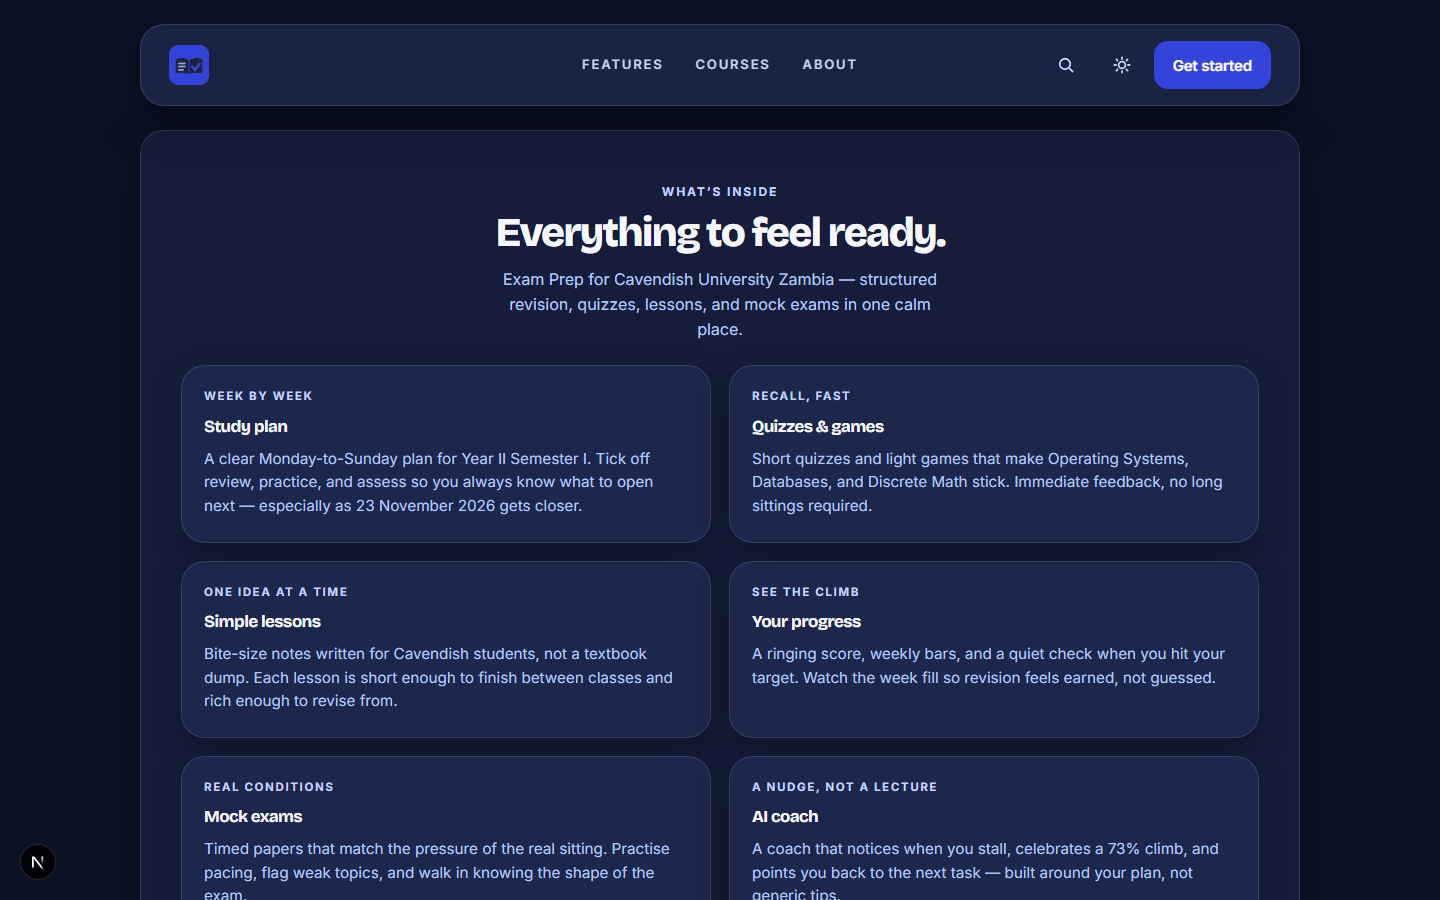 FEATURES
COURSES
ABOUT
Get started
WHAT'S INSIDE
Everything to feel ready.
Exam Prep for Cavendish University Zambia — structured
revision, quizzes, lessons, and mock exams in one calm
place.
WEEK BY WEEK
Study plan
A clear Monday-to-Sunday plan for Year II Semester I. Tick off
review, practice, and assess so you always know what to open
next — especially as 23 November 2026 gets closer.
RECALL, FAST
Quizzes & games
Short quizzes and light games that make Operating Systems,
Databases, and Discrete Math stick. Immediate feedback, no long
sittings required.
ONE IDEA AT A TIME
Simple lessons
Bite-size notes written for Cavendish students, not a textbook
dump. Each lesson is short enough to finish between classes and
rich enough to revise from.
SEE THE CLIMB
Your progress
A ringing score, weekly bars, and a quiet check when you hit your
target. Watch the week fill so revision feels earned, not guessed.
REAL CONDITIONS
Mock exams
Timed papers that match the pressure of the real sitting. Practise
pacing, flag weak topics, and walk in knowing the shape of the
exam.
A NUDGE, NOT A LECTURE
AI coach
A coach that notices when you stall, celebrates a 73% climb, and
points you back to the next task — built around your plan, not
generic tips.
N